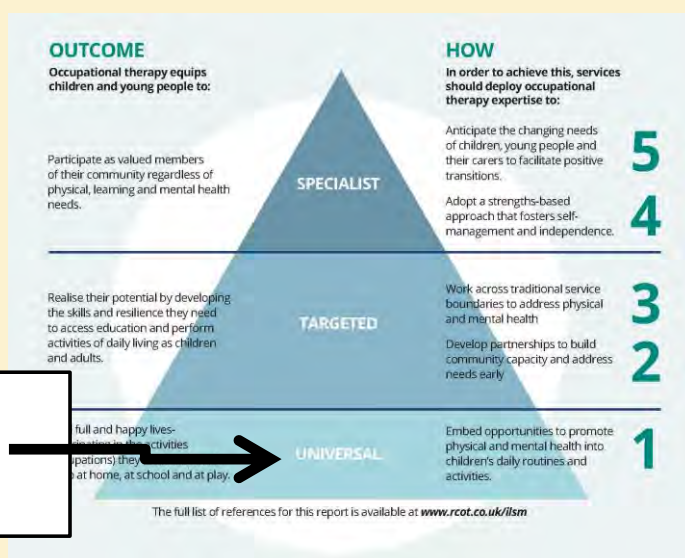 OUTCOME
Occupational therapy equips
children and young people to:
Participate as valued members
of their community regardless of
physical, learning and mental health
needs.
Realise their potential by developing
the skills and resilience they need
to access education and perform
activities of daily living as children
and adults.
full and happy lives-
in the activities
they
at home, at school and at play.
SPECIALIST
TARGETED
UNIVERSAL
HOW
In order to achieve this, services
should deploy occupational
therapy expertise to:
Anticipate the changing needs
of children, young people and
their carers to facilitate positive
transitions.
5
Adopt a strengths-based
approach that fosters self-
management and independence.
4
Work across traditional service
boundaries to address physical
and mental health
3
Develop partnerships to build
community capacity and address
needs early
2
Embed opportunities to promote
physical and mental health into
children's daily routines and
activities.
1
The full list of references for this report is available at www.rcot.co.uk/ilsm